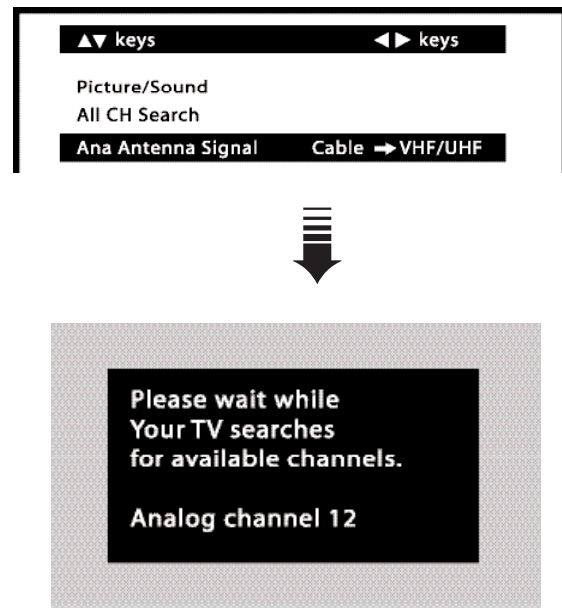 ▲▼ keys ◀▶ keys
Picture/Sound
All CH Search
Ana Antenna Signal Cable ➔ VHF/UHF
Please wait while
Your TV searches
for available channels.
Analog channel 12